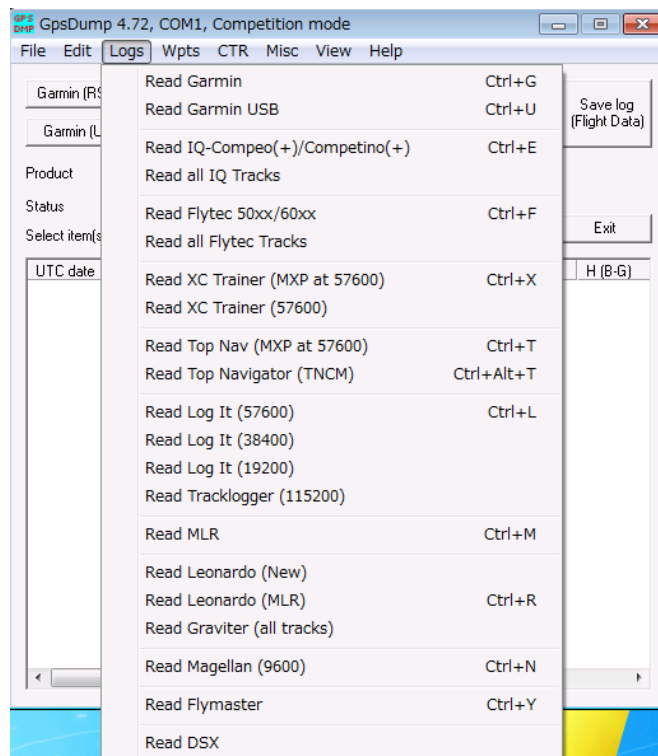 GPS DMP GpsDump 4.72, COM1, Competition mode
File Edit Logs Wpts CTR Misc View Help
Garmin (RS
Garmin (U
Save log
(Flight Data)
Product
Status
Select item(s
Exit
UTC date
H (B-G)
Read Garmin Ctrl+G
Read Garmin USB Ctrl+U
Read IQ-Compeo(+)/Competino(+) Ctrl+E
Read all IQ Tracks
Read Flytec 50xx/60xx Ctrl+F
Read all Flytec Tracks
Read XC Trainer (MXP at 57600) Ctrl+X
Read XC Trainer (57600)
Read Top Nav (MXP at 57600) Ctrl+T
Read Top Navigator (TNCM) Ctrl+Alt+T
Read Log It (57600) Ctrl+L
Read Log It (38400)
Read Log It (19200)
Read Tracklogger (115200)
Read MLR Ctrl+M
Read Leonardo (New)
Read Leonardo (MLR) Ctrl+R
Read Graviter (all tracks)
Read Magellan (9600) Ctrl+N
Read Flymaster Ctrl+Y
Read DSX